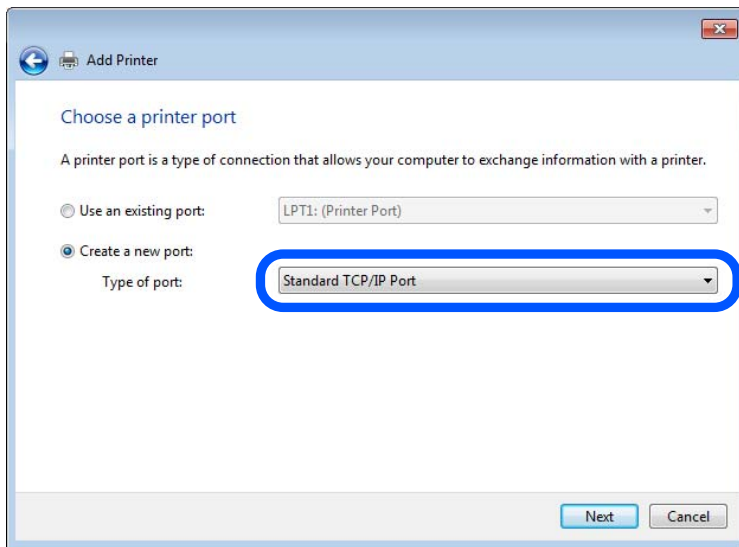 Add Printer
Choose a printer port
A printer port is a type of connection that allows your computer to exchange information with a printer.
Use an existing port: LPT1: (Printer Port)
Create a new port:
Type of port: Standard TCP/IP Port
Next Cancel